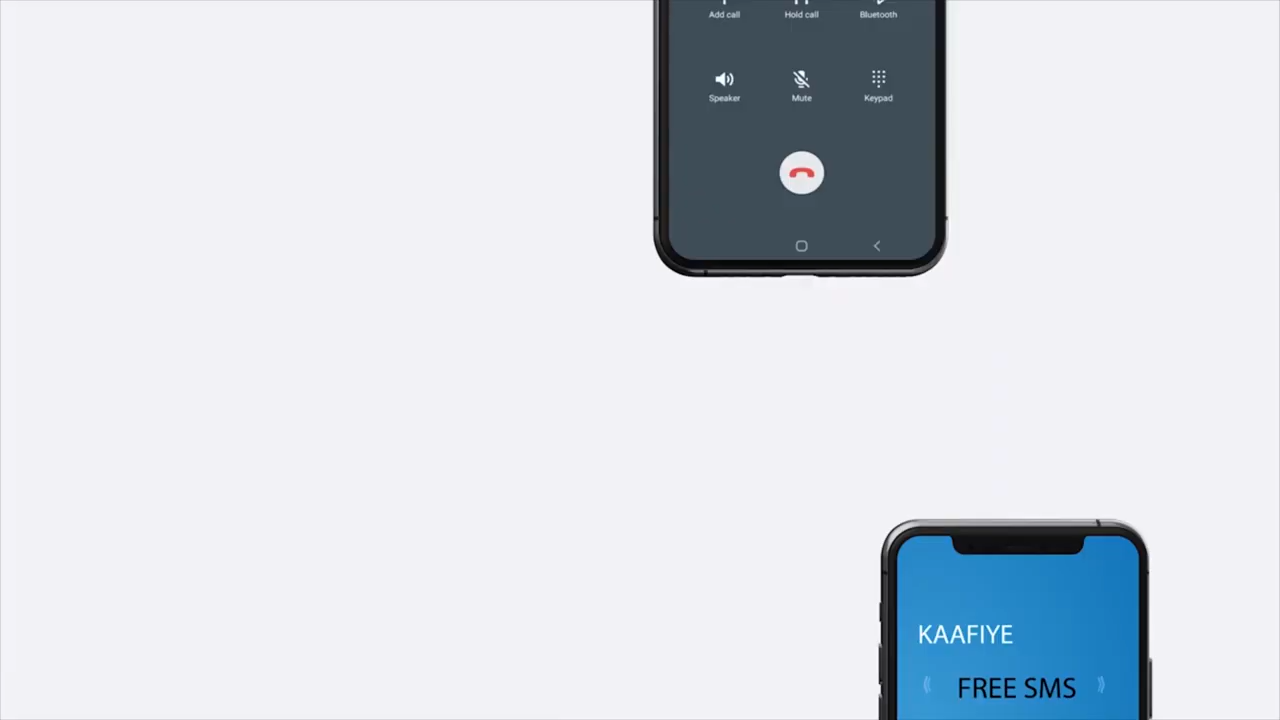 Add call Hold call Bluetooth
Speaker Mute Keypad
KAAFIYE
FREE SMS